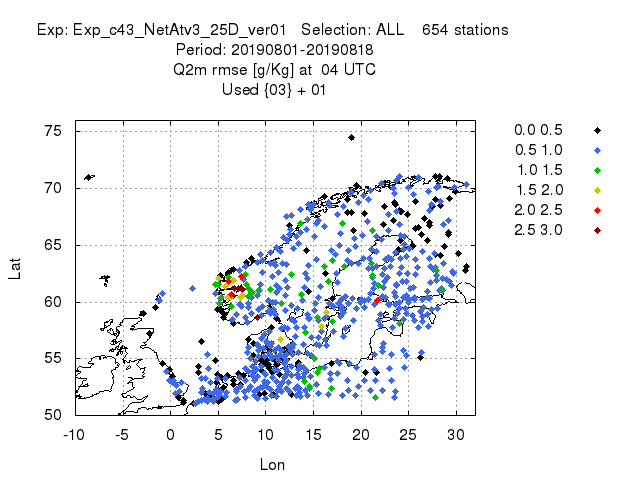 Exp: Exp_c43_NetAtv3_25D_ver01   Selection: ALL    654 stations
Period: 20190801-20190818
Q2m rmse [g/Kg] at  04 UTC
Used {03} + 01
75
70
65
60
55
50
-10 -5 0 5 10 15 20 25 30
Lat
Lon
0.0 0.5
0.5 1.0
1.0 1.5
1.5 2.0
2.0 2.5
2.5 3.0